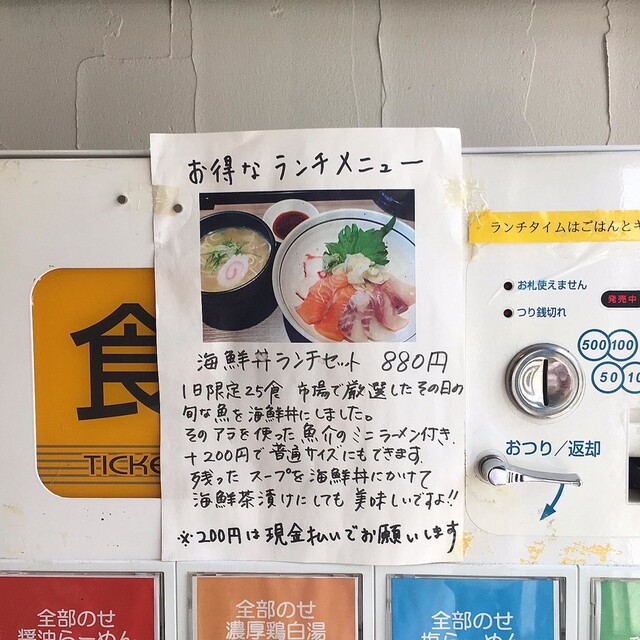 お得な ランチメニュー
海鮮丼ランチセット 880円
1日限定25食 市場で厳選したその日の
旬な魚を海鮮丼にしました。
そのアラを使った魚介のミニラーメン付き.
+200円で普通サイズにもできます.
残ったスープを海鮮丼にかけて
海鮮茶漬けにしても美味しいですよ!!
※200円は現金払いでお願いします
食
TICKE
ランチタイムはごはんとキ
お札使えません
つり銭切れ
発売中
500 100
50 10
おつり/返却
全部のせ
醤油らーめん
全部のせ
濃厚鶏白湯
全部のせ
塩らーめん